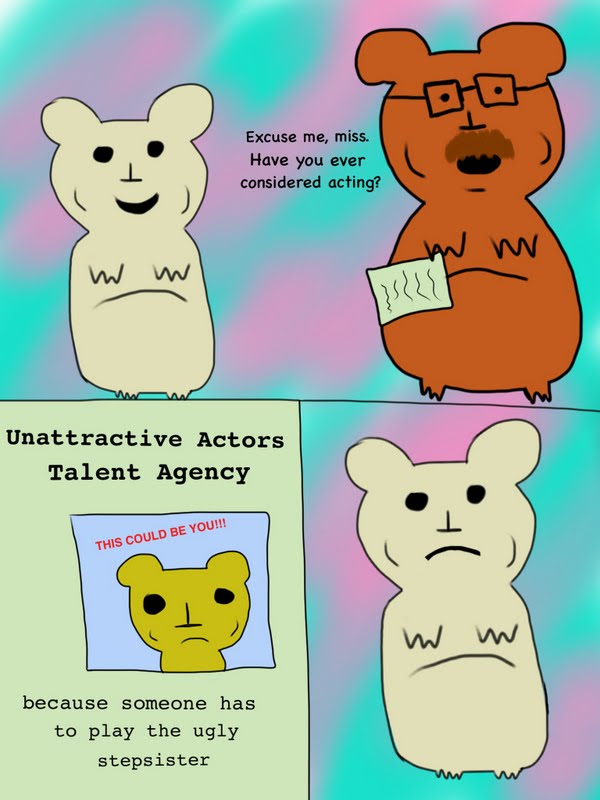 Excuse me, miss.
Have you ever
considered acting?
Unattractive Actors
Talent Agency
THIS COULD BE YOU!!!
because someone has
to play the ugly
stepsister